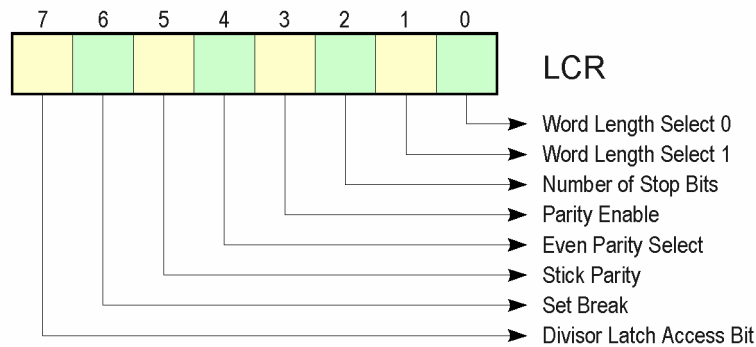 7 6 5 4 3 2 1 0
LCR
Word Length Select 0
Word Length Select 1
Number of Stop Bits
Parity Enable
Even Parity Select
Stick Parity
Set Break
Divisor Latch Access Bit